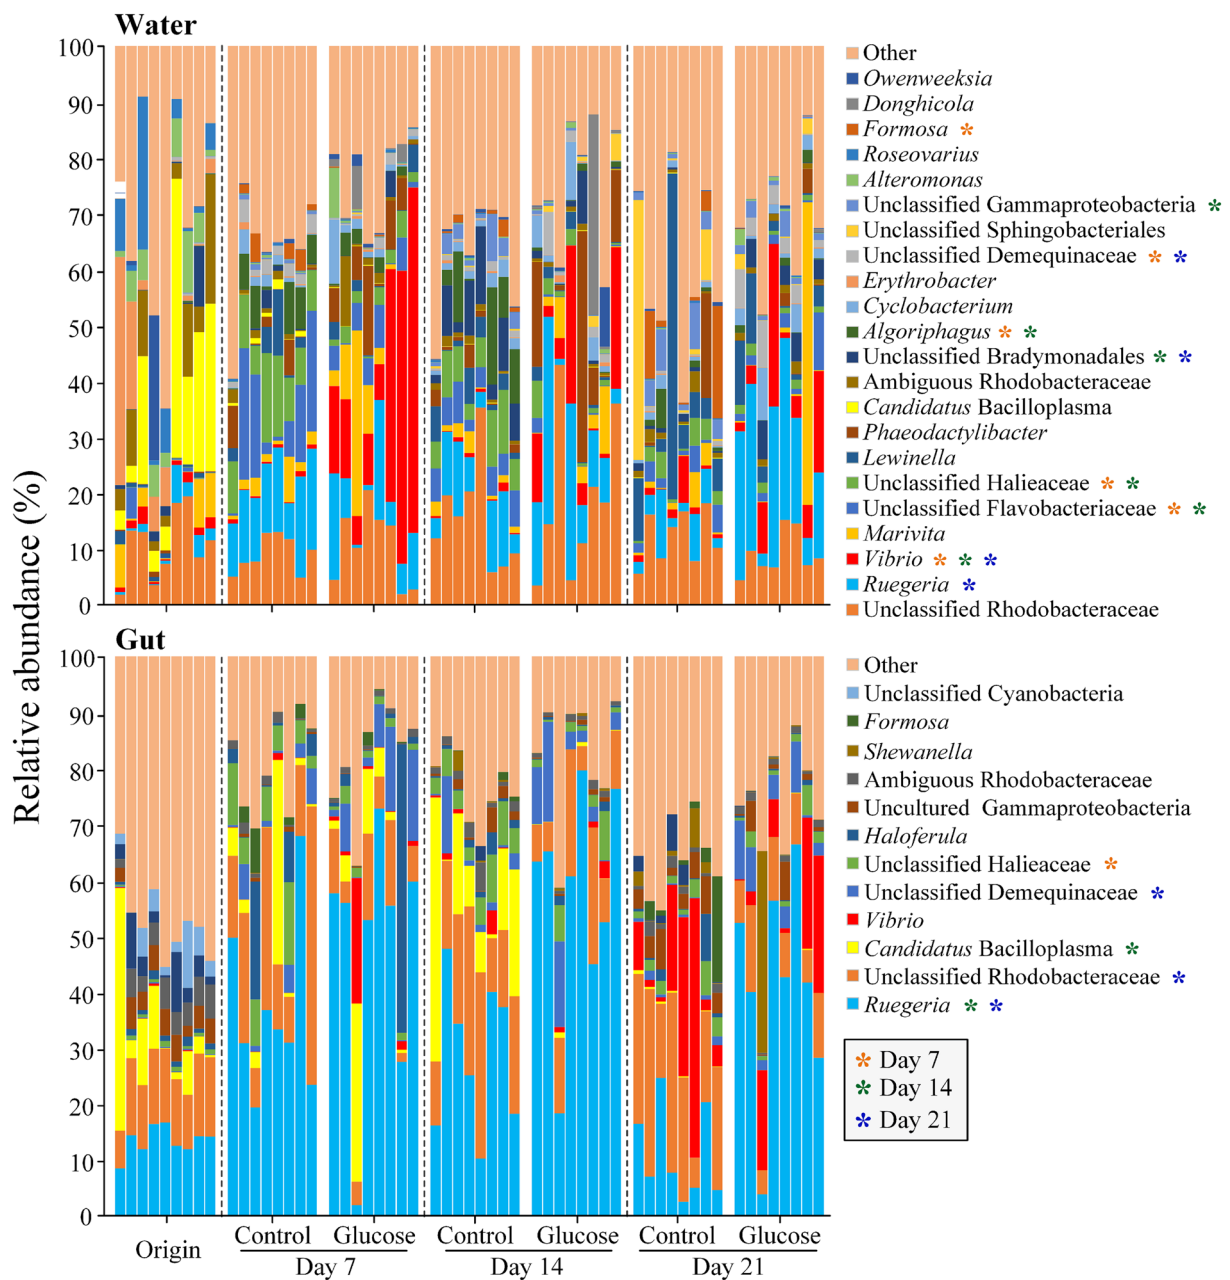 Water
100
90
80
70
60
50
40
30
20
10
0
Other
Owenweeksia
Donghicola
Formosa *
Roseovarius
Alteromonas
Unclassified Gammaproteobacteria *
Unclassified Sphingobacteriales
Unclassified Demequinaceae * *
Erythrobacter
Cyclobacterium
Algoriphagus * *
Unclassified Bradymonadales * *
Ambiguous Rhodobacteraceae
Candidatus Bacilloplasma
Phaeodactylibacter
Lewinella
Unclassified Halieaceae * *
Unclassified Flavobacteriaceae * *
Marivita
Vibrio * * *
Ruegeria *
Unclassified Rhodobacteraceae
Relative abundance (%)
Gut
100
90
80
70
60
50
40
30
20
10
0
Other
Unclassified Cyanobacteria
Formosa
Shewanella
Ambiguous Rhodobacteraceae
Uncultured Gammaproteobacteria
Haloferula
Unclassified Halieaceae *
Unclassified Demequinaceae *
Vibrio
Candidatus Bacilloplasma *
Unclassified Rhodobacteraceae *
Ruegeria * *
* Day 7
* Day 14
* Day 21
Origin
Control Glucose Control Glucose Control Glucose
Day 7 Day 14 Day 21